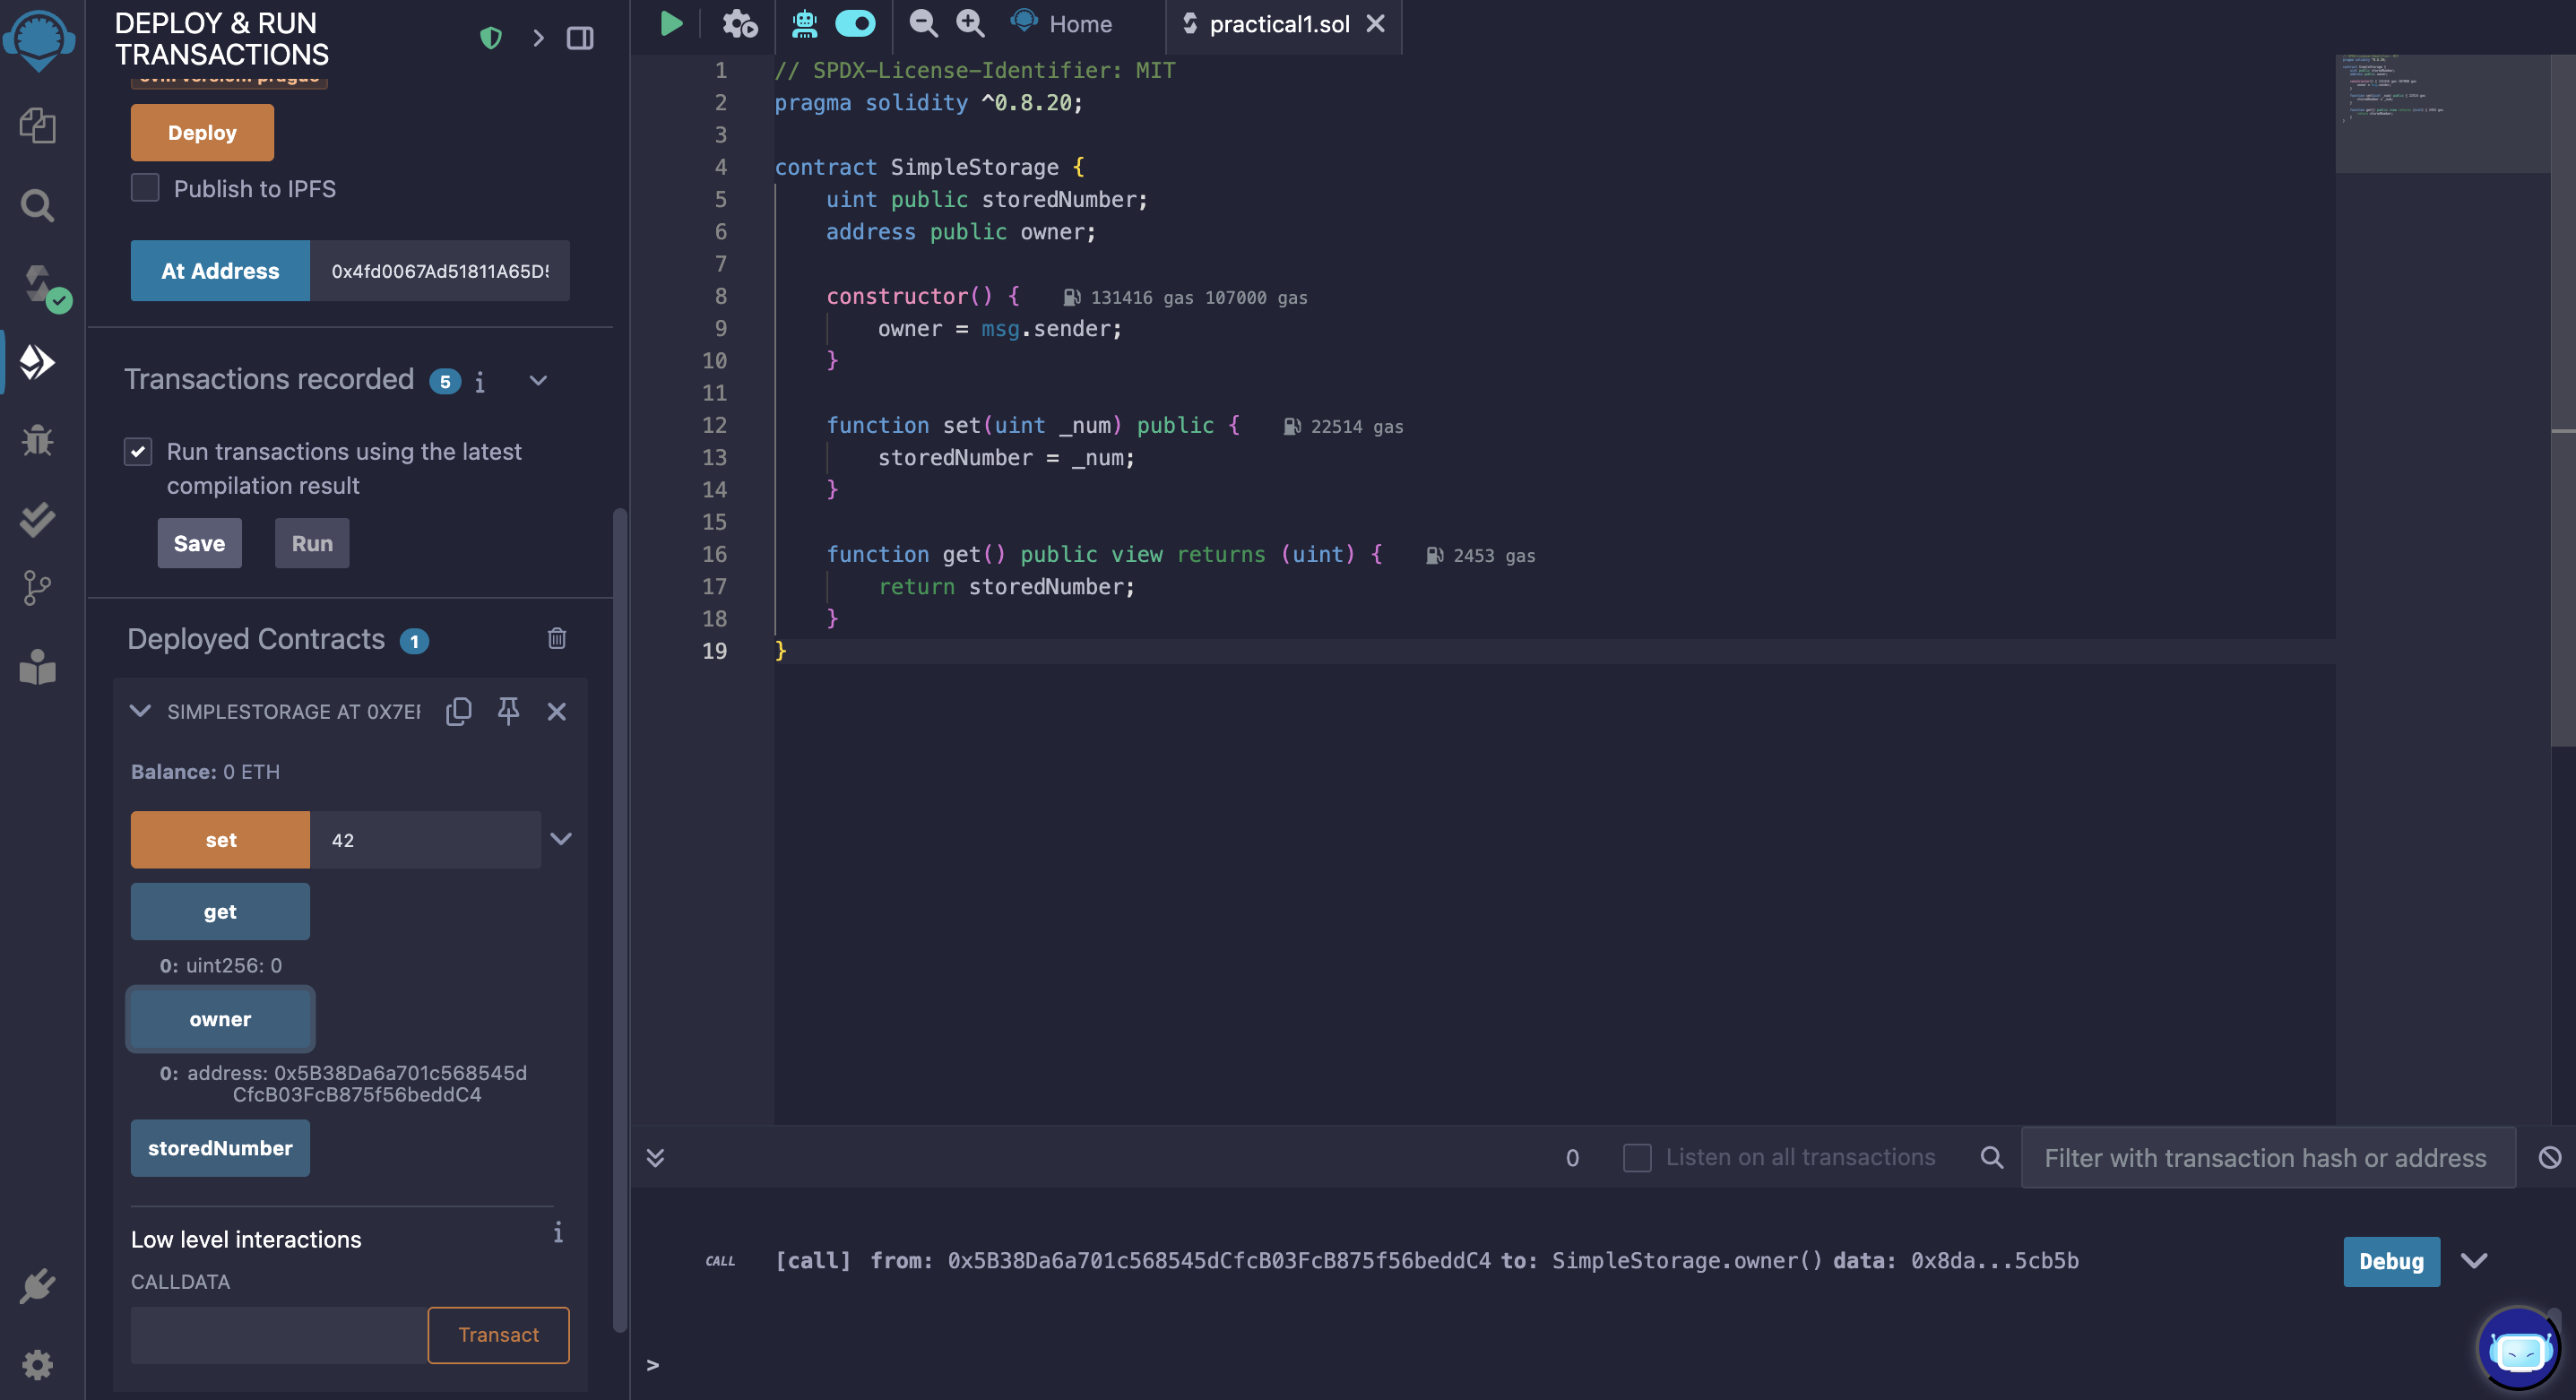 DEPLOY & RUN
TRANSACTIONS
evm version: prague
Deploy
Publish to IPFS
At Address
0x4fd0067Ad51811A65D
Transactions recorded 5
Run transactions using the latest
compilation result
Save
Run
Deployed Contracts 1
SIMPLESTORAGE AT 0X7E
Balance: 0 ETH
set
42
get
0: uint256: 0
owner
0: address: 0x5B38Da6a701c568545d
CfcB03FcB875f56beddC4
storedNumber
Low level interactions
CALLDATA
Transact
Home
practical1.sol
1 // SPDX-License-Identifier: MIT
2 pragma solidity ^0.8.20;
3
4 contract SimpleStorage {
5 uint public storedNumber;
6 address public owner;
7
8 constructor() { 131416 gas 107000 gas
9 owner = msg.sender;
10 }
11
12 function set(uint _num) public { 22514 gas
13 storedNumber = _num;
14 }
15
16 function get() public view returns (uint) { 2453 gas
17 return storedNumber;
18 }
19 }
0
Listen on all transactions
Filter with transaction hash or address
CALL [call] from: 0x5B38Da6a701c568545dCfcB03FcB875f56beddC4 to: SimpleStorage.owner() data: 0x8da...5cb5b
Debug
>